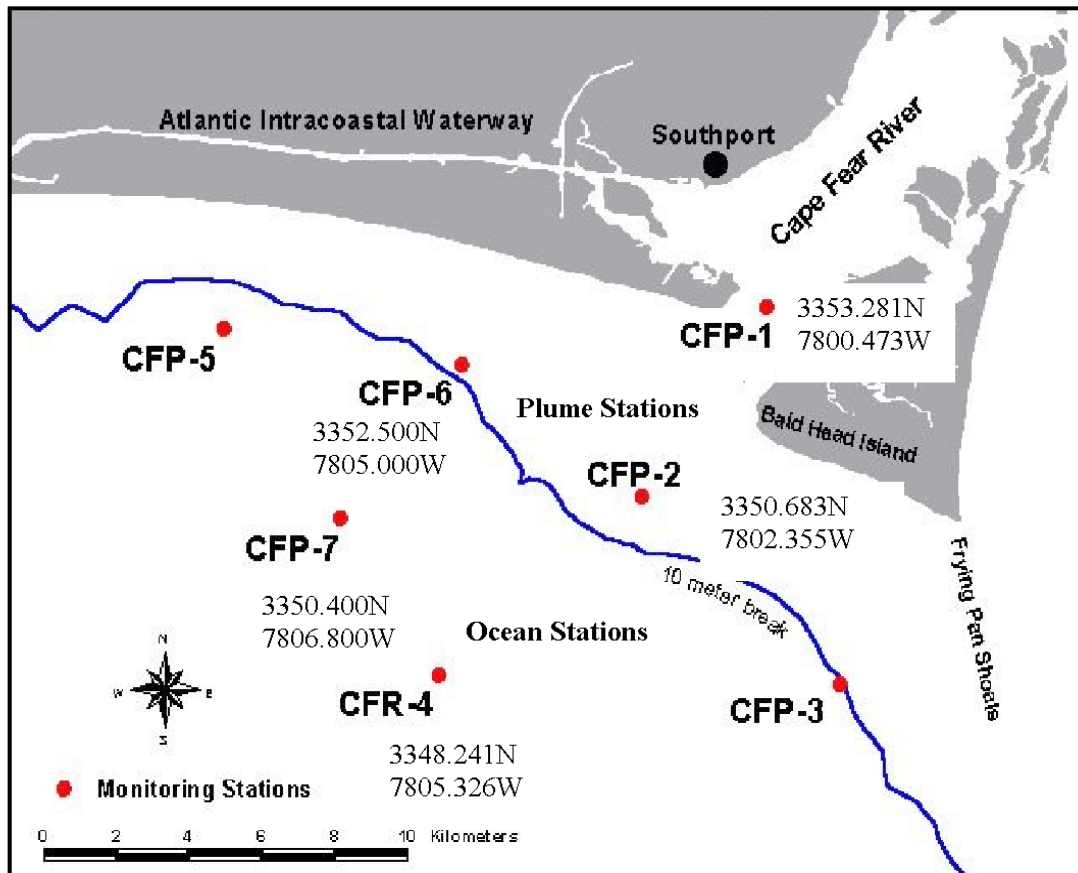 Atlantic Intracoastal Waterway
Southport
Cape Fear River
CFP-1
3353.281N
7800.473W
CFP-5
CFP-6
3352.500N
7805.000W
Plume Stations
Bald Head Island
CFP-2
3350.683N
7802.355W
CFP-7
3350.400N
7806.800W
10 meter break
Frying Pan Shoals
Ocean Stations
N
W
E
S
CFR-4
3348.241N
7805.326W
CFP-3
Monitoring Stations
0 2 4 6 8 10 Kilometers